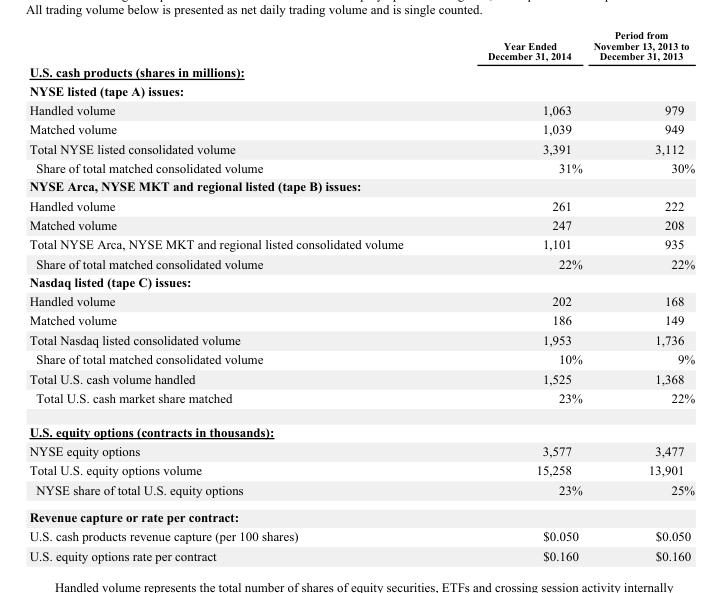 All trading volume below is presented as net daily trading volume and is single counted.
Year Ended December 31, 2014 Period from November 13, 2013 to December 31, 2013
U.S. cash products (shares in millions):
NYSE listed (tape A) issues:
Handled volume 1,063 979
Matched volume 1,039 949
Total NYSE listed consolidated volume 3,391 3,112
Share of total matched consolidated volume 31% 30%
NYSE Arca, NYSE MKT and regional listed (tape B) issues:
Handled volume 261 222
Matched volume 247 208
Total NYSE Arca, NYSE MKT and regional listed consolidated volume 1,101 935
Share of total matched consolidated volume 22% 22%
Nasdaq listed (tape C) issues:
Handled volume 202 168
Matched volume 186 149
Total Nasdaq listed consolidated volume 1,953 1,736
Share of total matched consolidated volume 10% 9%
Total U.S. cash volume handled 1,525 1,368
Total U.S. cash market share matched 23% 22%
U.S. equity options (contracts in thousands):
NYSE equity options 3,577 3,477
Total U.S. equity options volume 15,258 13,901
NYSE share of total U.S. equity options 23% 25%
Revenue capture or rate per contract:
U.S. cash products revenue capture (per 100 shares) $0.050 $0.050
U.S. equity options rate per contract $0.160 $0.160
Handled volume represents the total number of shares of equity securities, ETFs and crossing session activity internally